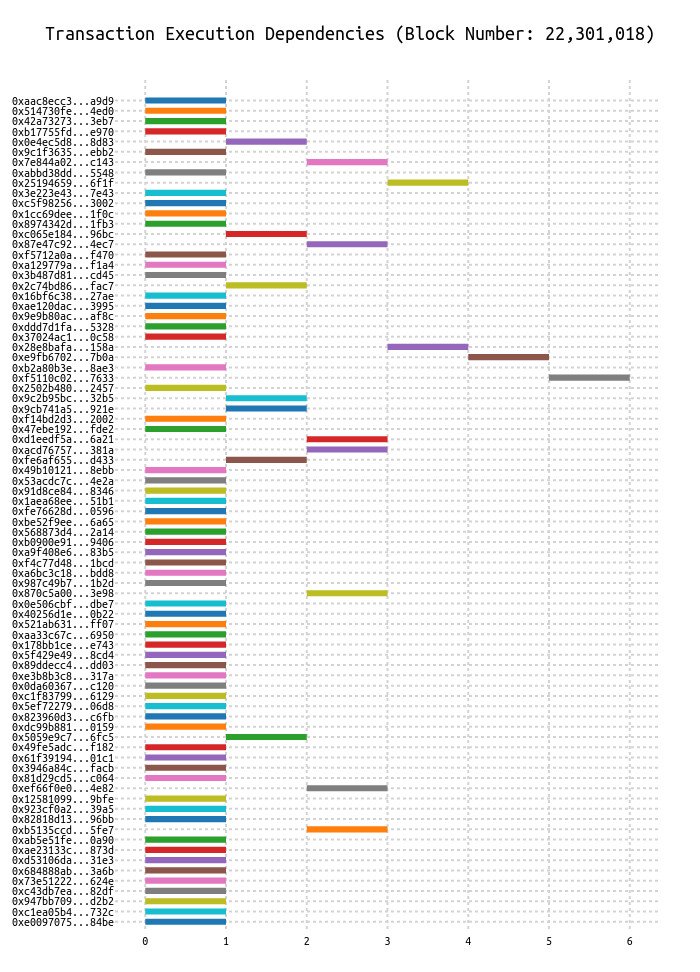 Transaction Execution Dependencies (Block Number: 22,301,018)
0xaac8ecc3...a9d9
0x514730fe...4ed0
0x42a73273...3eb7
0xb17755fd...e970
0x0e4ec5d8...8d83
0x9c1f3635...ebb2
0x7e844a02...c143
0xabbd38dd...5548
0x25194659...6f1f
0x3e223e43...7e43
0xc5f98256...3002
0x1cc69dee...1f0c
0x8974342d...1fb3
0xc065e184...96bc
0x87e47c92...4ec7
0xf5712a0a...f470
0xa129779a...f1a4
0x3b487d81...cd45
0x2c74bd86...fac7
0x16bf6c38...27ae
0xae120dac...3995
0x9e9b80ac...af8c
0xddd7d1fa...5328
0x37024ac1...0c58
0x28e8bafa...158a
0xe9fb6702...7b0a
0xb2a80b3e...8ae3
0xf5110c02...7633
0x2502b480...2457
0x9c2b95bc...32b5
0x9cb741a5...921e
0xf14bd2d3...2002
0x47ebe192...fde2
0xd1eedf5a...6a21
0xacd76757...381a
0xfe6af655...d433
0x49b10121...8ebb
0x53acdc7c...4e2a
0x91d8ce84...8346
0x1aea68ee...51b1
0xfe76628d...0596
0xbe52f9ee...6a65
0x568873d4...2a14
0xb0900e91...9406
0xa9f408e6...83b5
0xf4c77d48...1bcd
0xa6bc3c18...bdd8
0x987c49b7...1b2d
0x870c5a00...3e98
0x0e506cbf...dbe7
0x40256d1e...0b22
0x521ab631...ff07
0xaa33c67c...6950
0x178bb1ce...e743
0x5f429e49...8cd4
0x89ddecc4...dd03
0xe3b8b3c8...317a
0x0da60367...c120
0xc1f83799...6129
0x5ef72279...06d8
0x823960d3...c6fb
0xdc99b881...0159
0x5059e9c7...6fc5
0x49fe5adc...f182
0x61f39194...01c1
0x3946a84c...facb
0x81d29cd5...c064
0xef66f0e0...4e82
0x12581099...9bfe
0x923cf0a2...39a5
0x82818d13...96bb
0xb5135ccd...5fe7
0xab5e51fe...0a90
0xae23133c...873d
0xd53106da...31e3
0x684888ab...3a6b
0x73e51222...624e
0xc43db7ea...82df
0x947bb709...d2b2
0xc1ea05b4...732c
0xe0097075...84be
0 1 2 3 4 5 6